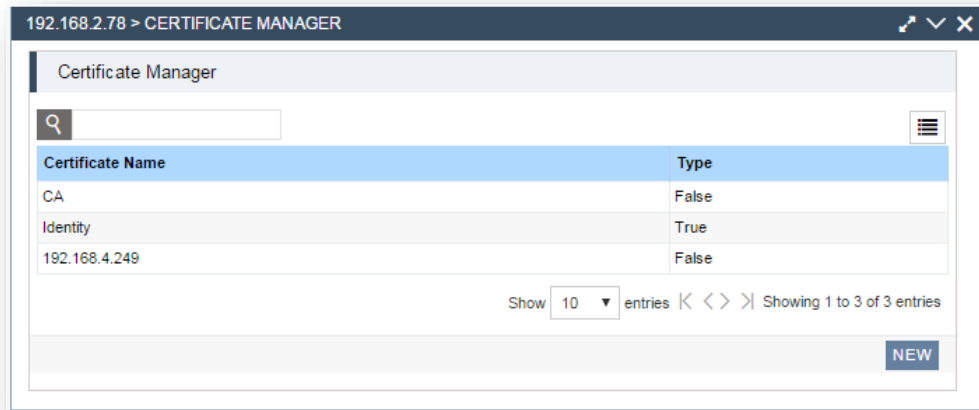 192.168.2.78 > CERTIFICATE MANAGER
Certificate Manager
Certificate Name Type
CA False
Identity True
192.168.4.249 False
Show 10 entries Showing 1 to 3 of 3 entries
NEW